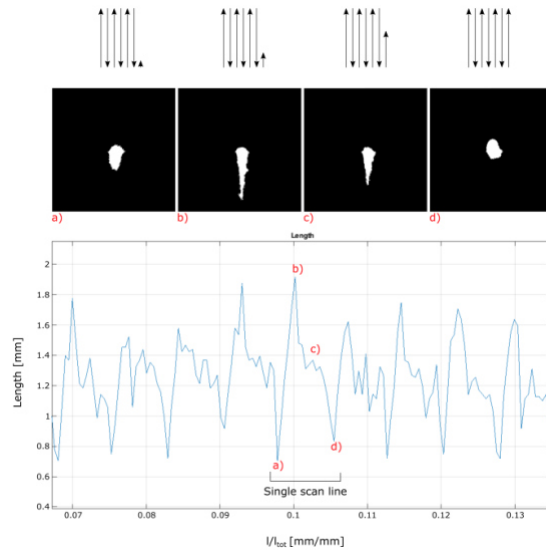 a) b) c) d)
Length
2
1.8
1.6
1.4
1.2
1
0.8
0.6
0.4
Length [mm]
b)
c)
a)
d)
Single scan line
0.07 0.08 0.09 0.1 0.11 0.12 0.13
l/l_tot [mm/mm]